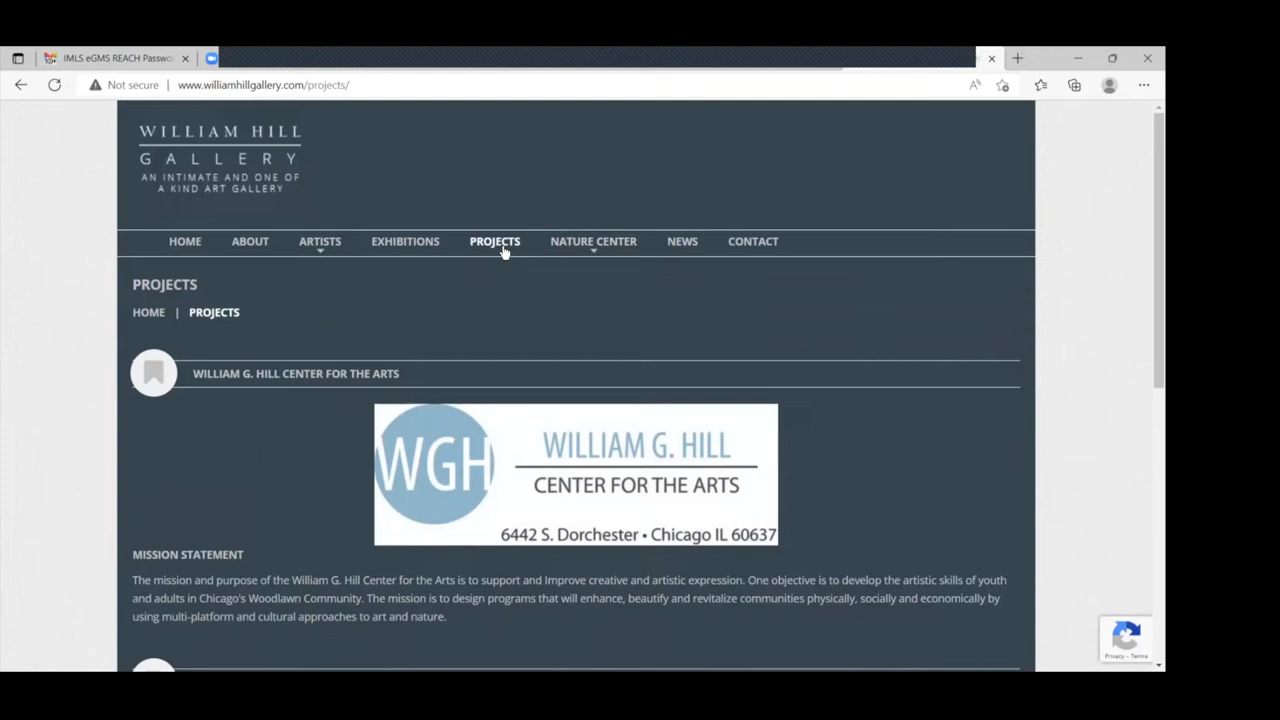 IMLS eGMS REACH Passwo
Not secure | www.williamhillgallery.com/projects/
WILLIAM HILL
GALLERY
AN INTIMATE AND ONE OF
A KIND ART GALLERY
HOME ABOUT ARTISTS EXHIBITIONS PROJECTS NATURE CENTER NEWS CONTACT
PROJECTS
HOME | PROJECTS
WILLIAM G. HILL CENTER FOR THE ARTS
WGH
WILLIAM G. HILL
CENTER FOR THE ARTS
6442 S. Dorchester • Chicago IL 60637
MISSION STATEMENT
The mission and purpose of the William G. Hill Center for the Arts is to support and Improve creative and artistic expression. One objective is to develop the artistic skills of youth
and adults in Chicago's Woodlawn Community. The mission is to design programs that will enhance, beautify and revitalize communities physically, socially and economically by
using multi-platform and cultural approaches to art and nature.
Privacy - Terms